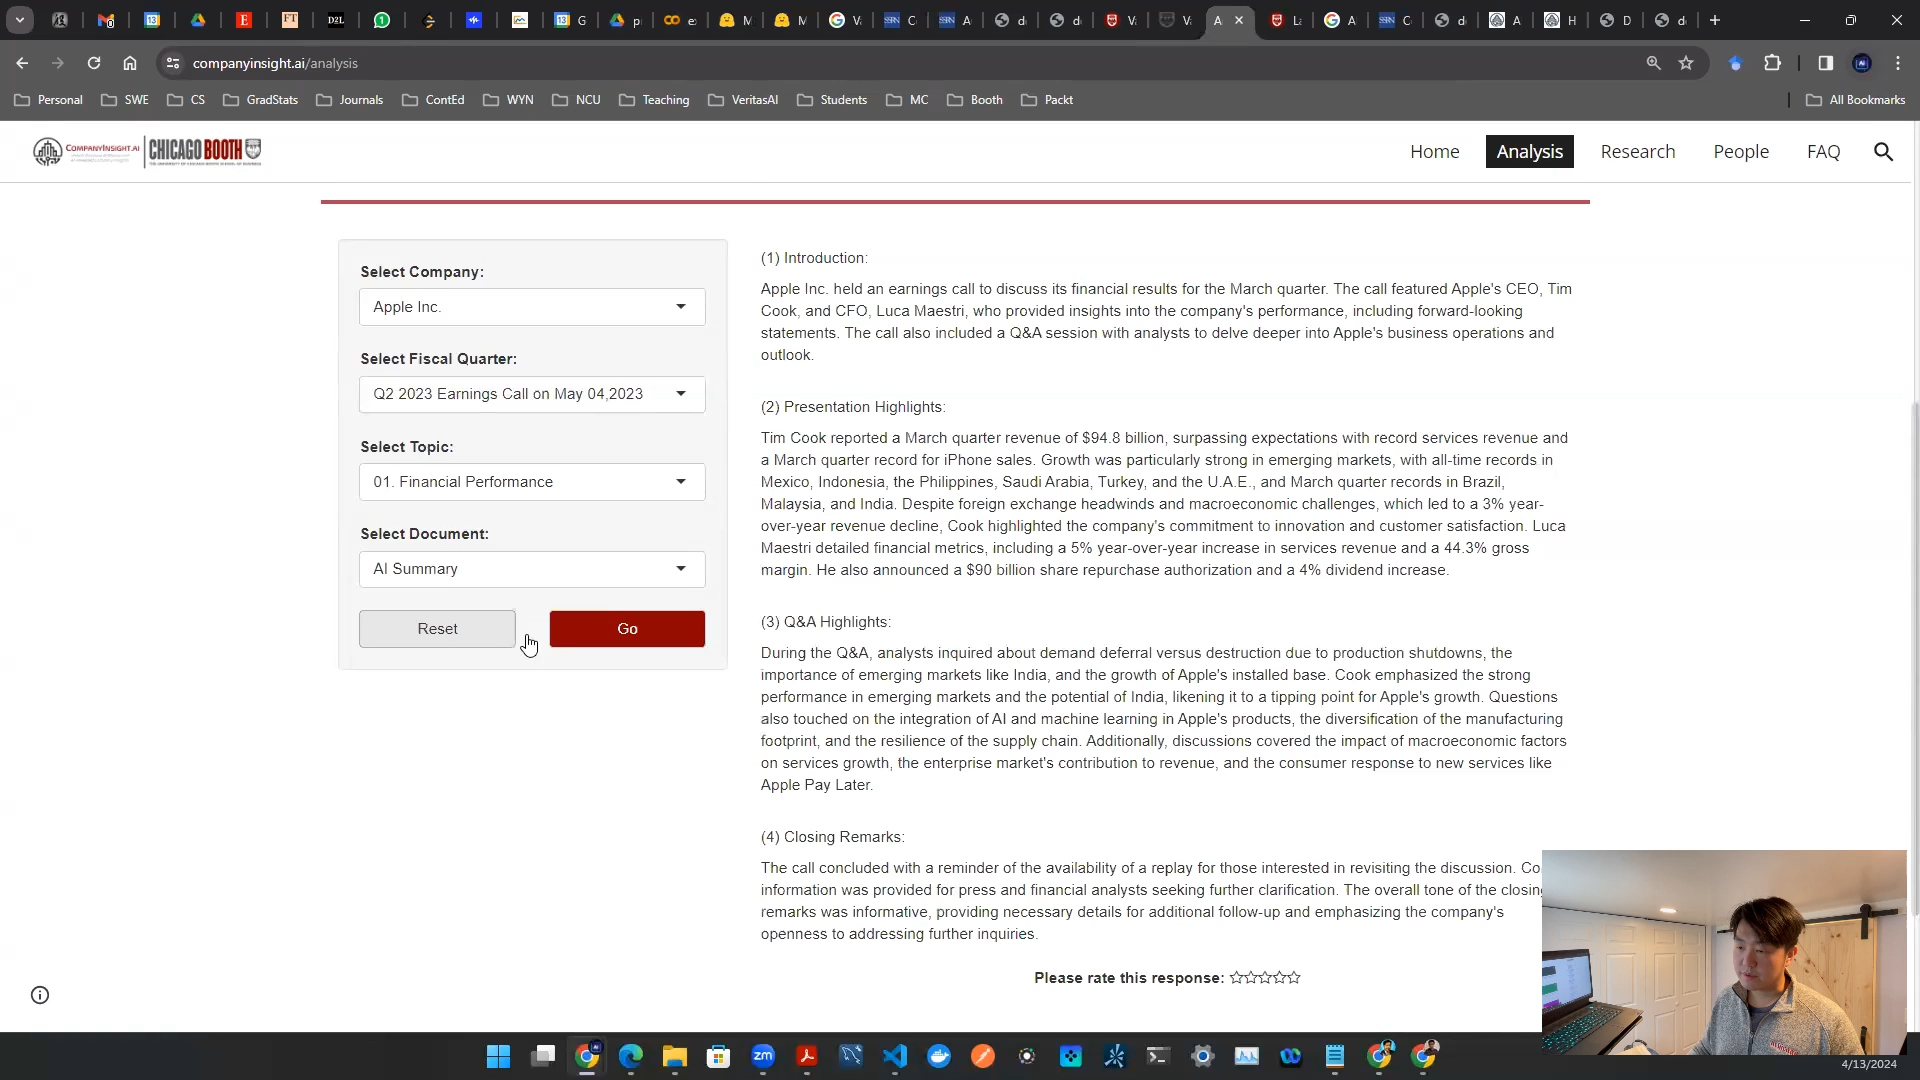 G
p
e
M
M
V
C
A
d
d
V
V
A
L
A
C
d
A
H
D
d
companyinsight.ai/analysis
Personal SWE CS GradStats Journals ContEd WYN NCU Teaching VeritasAI Students MC Booth Packt All Bookmarks
COMPANYINSIGHT.AI CHICAGO BOOTH
THE UNIVERSITY OF CHICAGO BOOTH SCHOOL OF BUSINESS
Home Analysis Research People FAQ
Select Company:
Apple Inc.
Select Fiscal Quarter:
Q2 2023 Earnings Call on May 04,2023
Select Topic:
01. Financial Performance
Select Document:
AI Summary
Reset Go
(1) Introduction:
Apple Inc. held an earnings call to discuss its financial results for the March quarter. The call featured Apple's CEO, Tim
Cook, and CFO, Luca Maestri, who provided insights into the company's performance, including forward-looking
statements. The call also included a Q&A session with analysts to delve deeper into Apple's business operations and
outlook.
(2) Presentation Highlights:
Tim Cook reported a March quarter revenue of $94.8 billion, surpassing expectations with record services revenue and
a March quarter record for iPhone sales. Growth was particularly strong in emerging markets, with all-time records in
Mexico, Indonesia, the Philippines, Saudi Arabia, Turkey, and the U.A.E., and March quarter records in Brazil,
Malaysia, and India. Despite foreign exchange headwinds and macroeconomic challenges, which led to a 3% year-
over-year revenue decline, Cook highlighted the company's commitment to innovation and customer satisfaction. Luca
Maestri detailed financial metrics, including a 5% year-over-year increase in services revenue and a 44.3% gross
margin. He also announced a $90 billion share repurchase authorization and a 4% dividend increase.
(3) Q&A Highlights:
During the Q&A, analysts inquired about demand deferral versus destruction due to production shutdowns, the
importance of emerging markets like India, and the growth of Apple's installed base. Cook emphasized the strong
performance in emerging markets and the potential of India, likening it to a tipping point for Apple's growth. Questions
also touched on the integration of AI and machine learning in Apple's products, the diversification of the manufacturing
footprint, and the resilience of the supply chain. Additionally, discussions covered the impact of macroeconomic factors
on services growth, the enterprise market's contribution to revenue, and the consumer response to new services like
Apple Pay Later.
(4) Closing Remarks:
The call concluded with a reminder of the availability of a replay for those interested in revisiting the discussion. Co
information was provided for press and financial analysts seeking further clarification. The overall tone of the closin
remarks was informative, providing necessary details for additional follow-up and emphasizing the company's
openness to addressing further inquiries.
Please rate this response:
4/13/2024